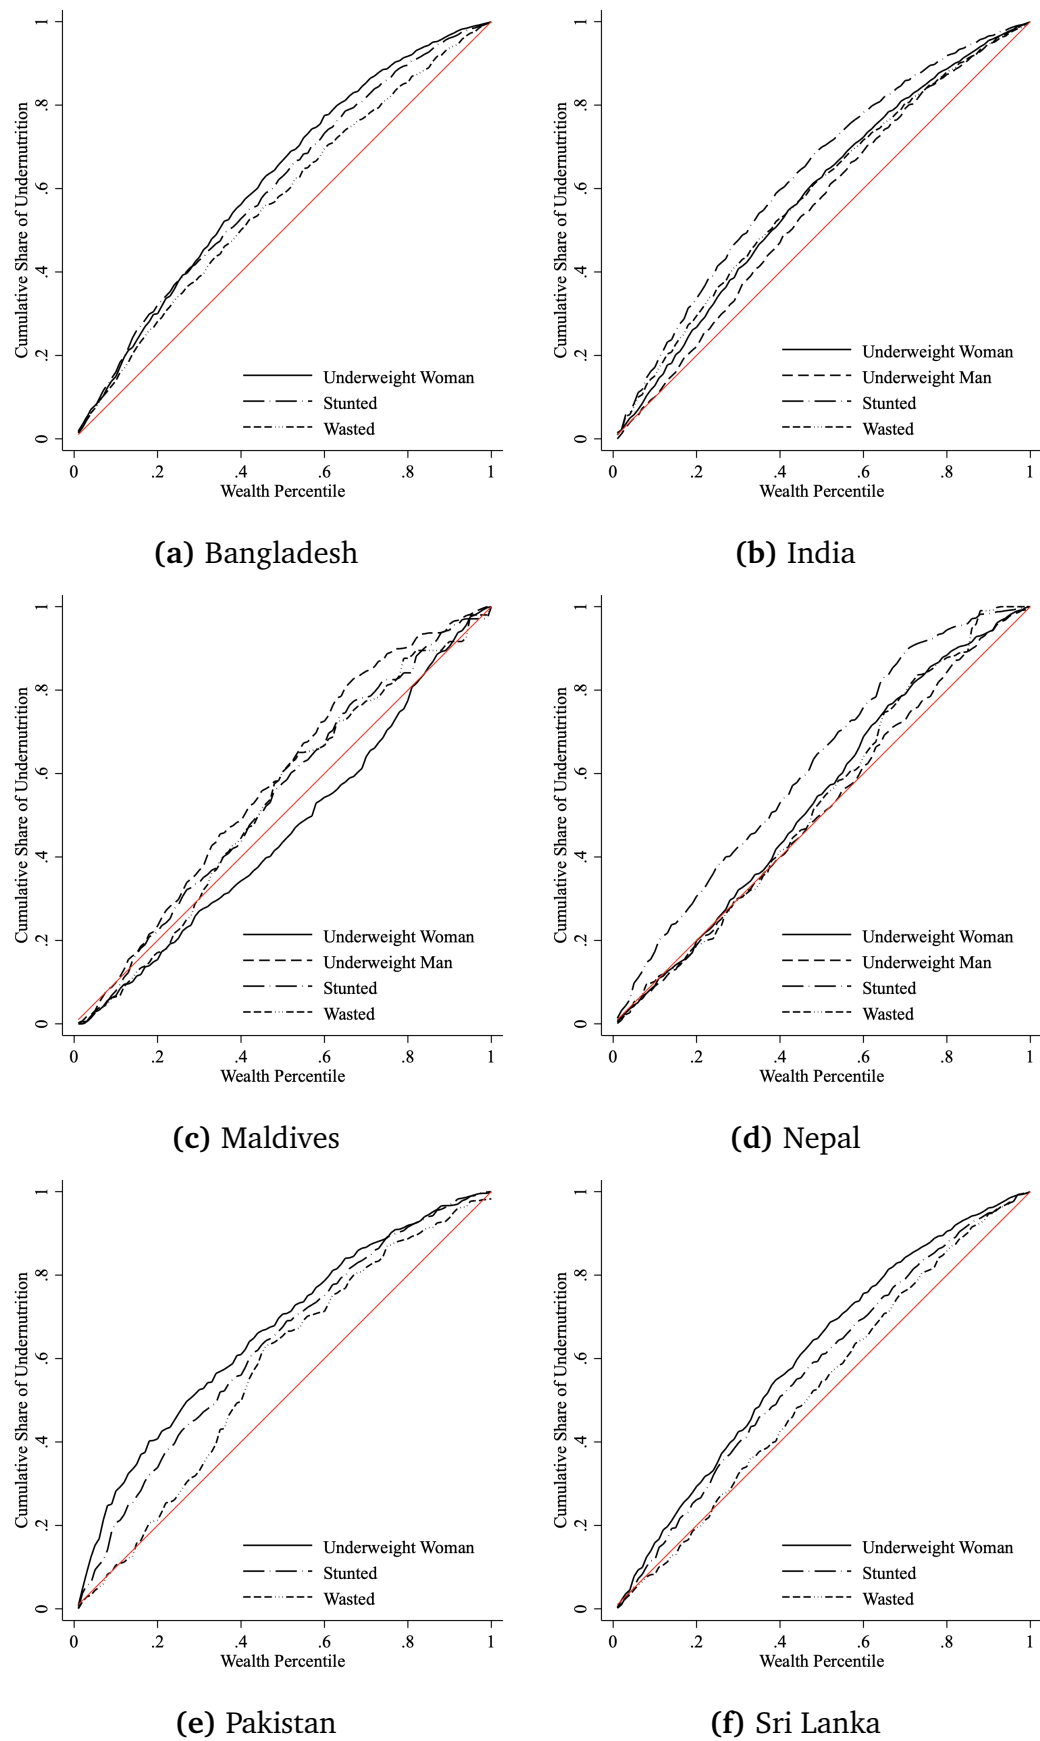 Cumulative Share of Undernutrition
1
.8
.6
.4
.2
0
Underweight Woman
Stunted
Wasted
0 .2 .4 .6 .8 1
Wealth Percentile
(a) Bangladesh
Cumulative Share of Undernutrition
1
.8
.6
.4
.2
0
Underweight Woman
Underweight Man
Stunted
Wasted
0 .2 .4 .6 .8 1
Wealth Percentile
(b) India
Cumulative Share of Undernutrition
1
.8
.6
.4
.2
0
Underweight Woman
Underweight Man
Stunted
Wasted
0 .2 .4 .6 .8 1
Wealth Percentile
(c) Maldives
Cumulative Share of Undernutrition
1
.8
.6
.4
.2
0
Underweight Woman
Underweight Man
Stunted
Wasted
0 .2 .4 .6 .8 1
Wealth Percentile
(d) Nepal
Cumulative Share of Undernutrition
1
.8
.6
.4
.2
0
Underweight Woman
Stunted
Wasted
0 .2 .4 .6 .8 1
Wealth Percentile
(e) Pakistan
Cumulative Share of Undernutrition
1
.8
.6
.4
.2
0
Underweight Woman
Stunted
Wasted
0 .2 .4 .6 .8 1
Wealth Percentile
(f) Sri Lanka